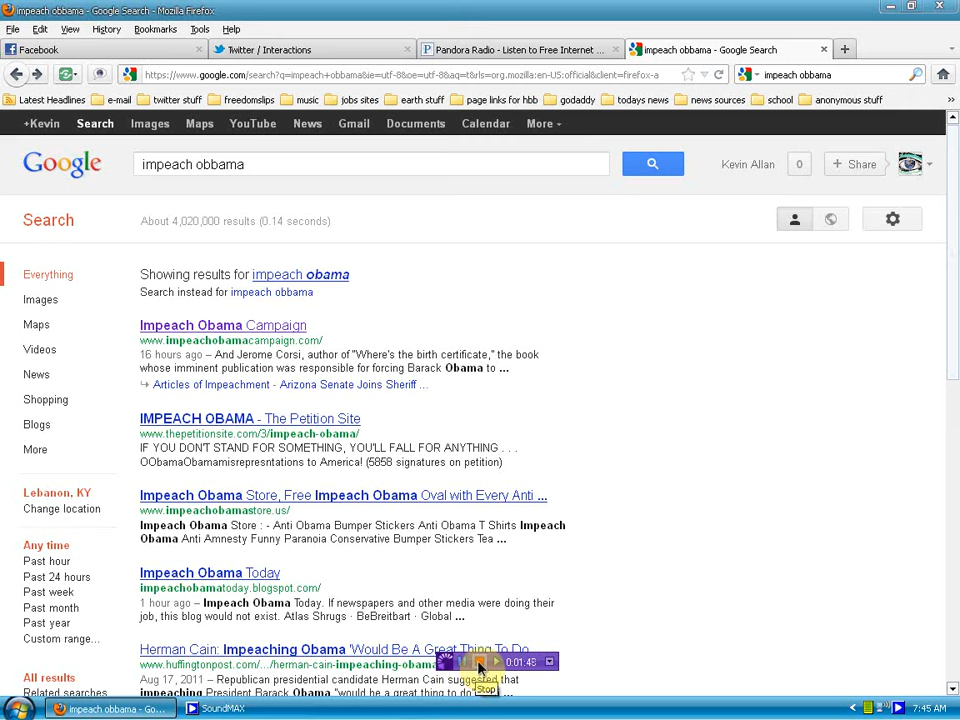 impeach obbama - Google Search - Mozilla Firefox
File Edit View History Bookmarks Tools Help
Facebook × Twitter / Interactions × Pandora Radio - Listen to Free Internet ... × impeach obbama - Google Search × +
https://www.google.com/search?q=impeach+obbama&ie=utf-8&oe=utf-8&aq=t&rls=org.mozilla:en-US:official&client=firefox-a impeach obbama
Latest Headlines e-mail twitter stuff freedomslips music jobs sites earth stuff page links for hbb godaddy todays news news sources school anonymous stuff »
+Kevin Search Images Maps YouTube News Gmail Documents Calendar More
Google impeach obbama Kevin Allan 0 + Share
Search About 4,020,000 results (0.14 seconds)
Everything
Images
Maps
Videos
News
Shopping
Blogs
More
Lebanon, KY
Change location
Any time
Past hour
Past 24 hours
Past week
Past month
Past year
Custom range...
All results
Related searches
Showing results for impeach obama
Search instead for impeach obbama
Impeach Obama Campaign
www.impeachobamacampaign.com/
16 hours ago – And Jerome Corsi, author of "Where's the birth certificate," the book
whose imminent publication was responsible for forcing Barack Obama to ...
Articles of Impeachment - Arizona Senate Joins Sheriff ...
IMPEACH OBAMA - The Petition Site
www.thepetitionsite.com/3/impeach-obama/
IF YOU DON'T STAND FOR SOMETHING, YOU'LL FALL FOR ANYTHING . . .
OObamaObamamisrepresntations to America! (5858 signatures on petition)
Impeach Obama Store, Free Impeach Obama Oval with Every Anti ...
www.impeachobamastore.us/
Impeach Obama Store : - Anti Obama Bumper Stickers Anti Obama T Shirts Impeach
Obama Anti Amnesty Funny Paranoia Conservative Bumper Stickers Tea ...
Impeach Obama Today
impeachobamatoday.blogspot.com/
1 hour ago – Impeach Obama Today. If newspapers and other media were doing their
job, this blog would not exist. Atlas Shrugs · BeBreitbart · Global ...
Herman Cain: Impeaching Obama 'Would Be A Great Thing To Do
www.huffingtonpost.com/.../herman-cain-impeaching-obama
0:01:48
Aug 17, 2011 – Republican presidential candidate Herman Cain suggested that
impeaching President Barack Obama "would be a great thing to do"
Stop
impeach obbama - Go... SoundMAX 7:45 AM